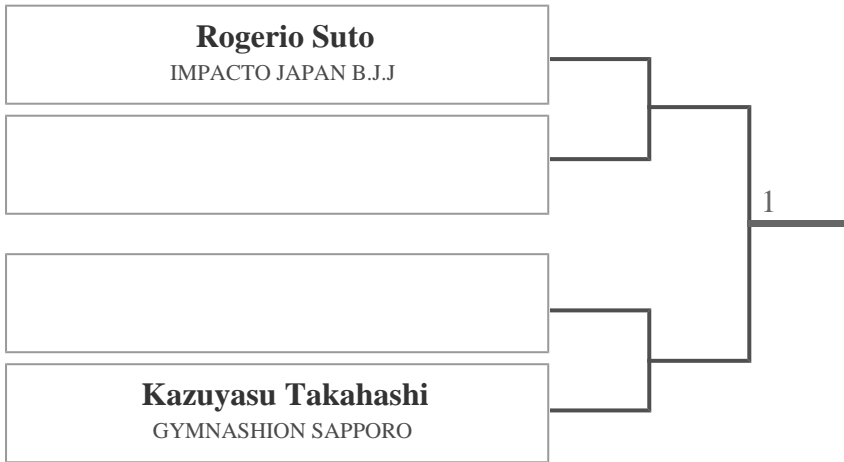 Rogerio Suto
IMPACTO JAPAN B.J.J
1
Kazuyasu Takahashi
GYMNASHION SAPPORO